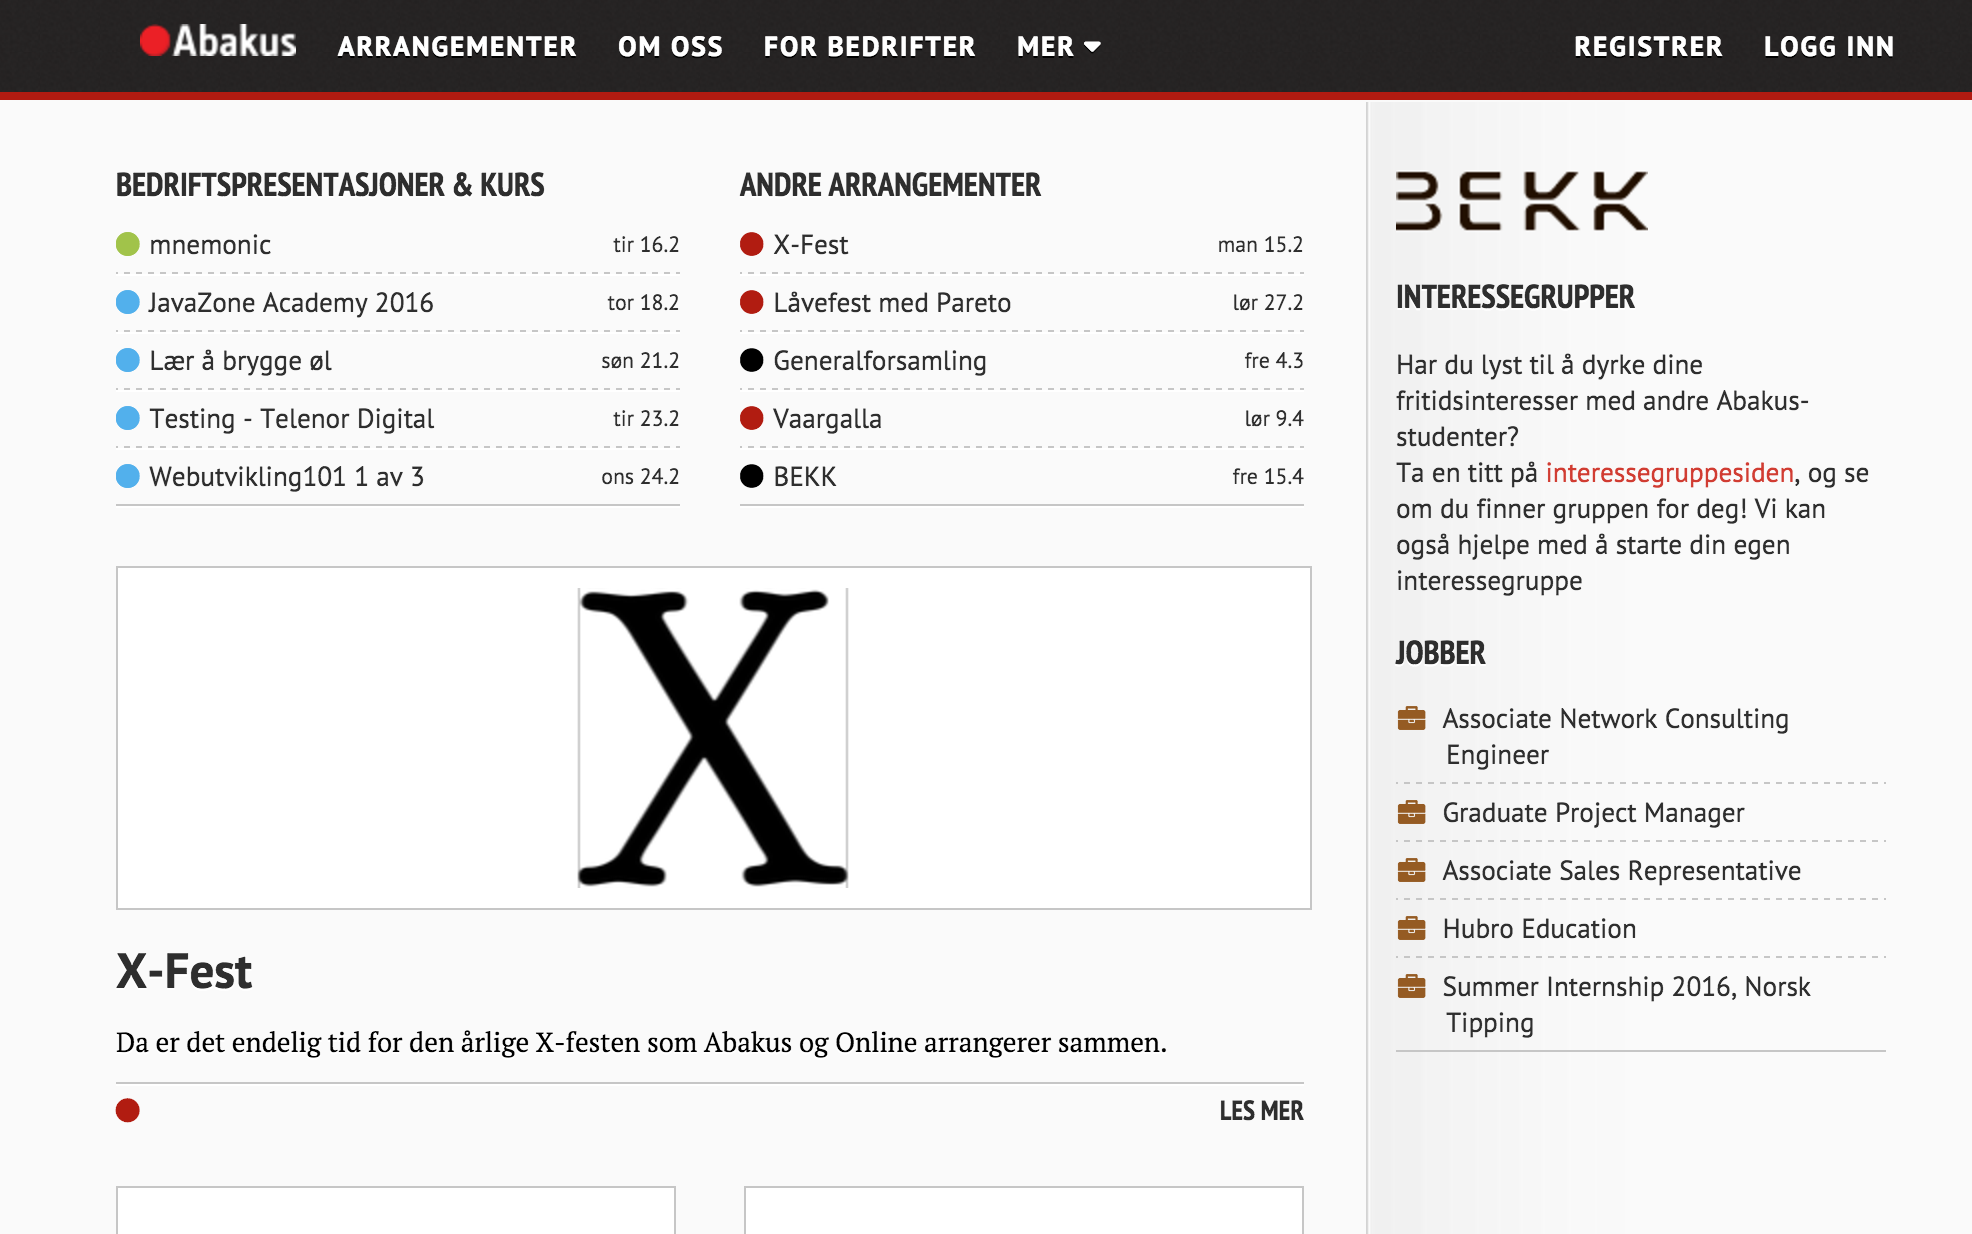 Abakus ARRANGEMENTER OM OSS FOR BEDRIFTER MER REGISTRER LOGG INN
BEDRIFTSPRESENTASJONER & KURS
mnemonic tir 16.2
JavaZone Academy 2016 tor 18.2
Lær å brygge øl søn 21.2
Testing - Telenor Digital tir 23.2
Webutvikling101 1 av 3 ons 24.2
ANDRE ARRANGEMENTER
X-Fest man 15.2
Låvefest med Pareto lør 27.2
Generalforsamling fre 4.3
Vaargalla lør 9.4
BEKK fre 15.4
X
X-Fest
Da er det endelig tid for den årlige X-festen som Abakus og Online arrangerer sammen.
LES MER
BEKK
INTERESSEGRUPPER
Har du lyst til å dyrke dine
fritidsinteresser med andre Abakus-
studenter?
Ta en titt på interessegruppesiden, og se
om du finner gruppen for deg! Vi kan
også hjelpe med å starte din egen
interessegruppe
JOBBER
Associate Network Consulting
Engineer
Graduate Project Manager
Associate Sales Representative
Hubro Education
Summer Internship 2016, Norsk
Tipping